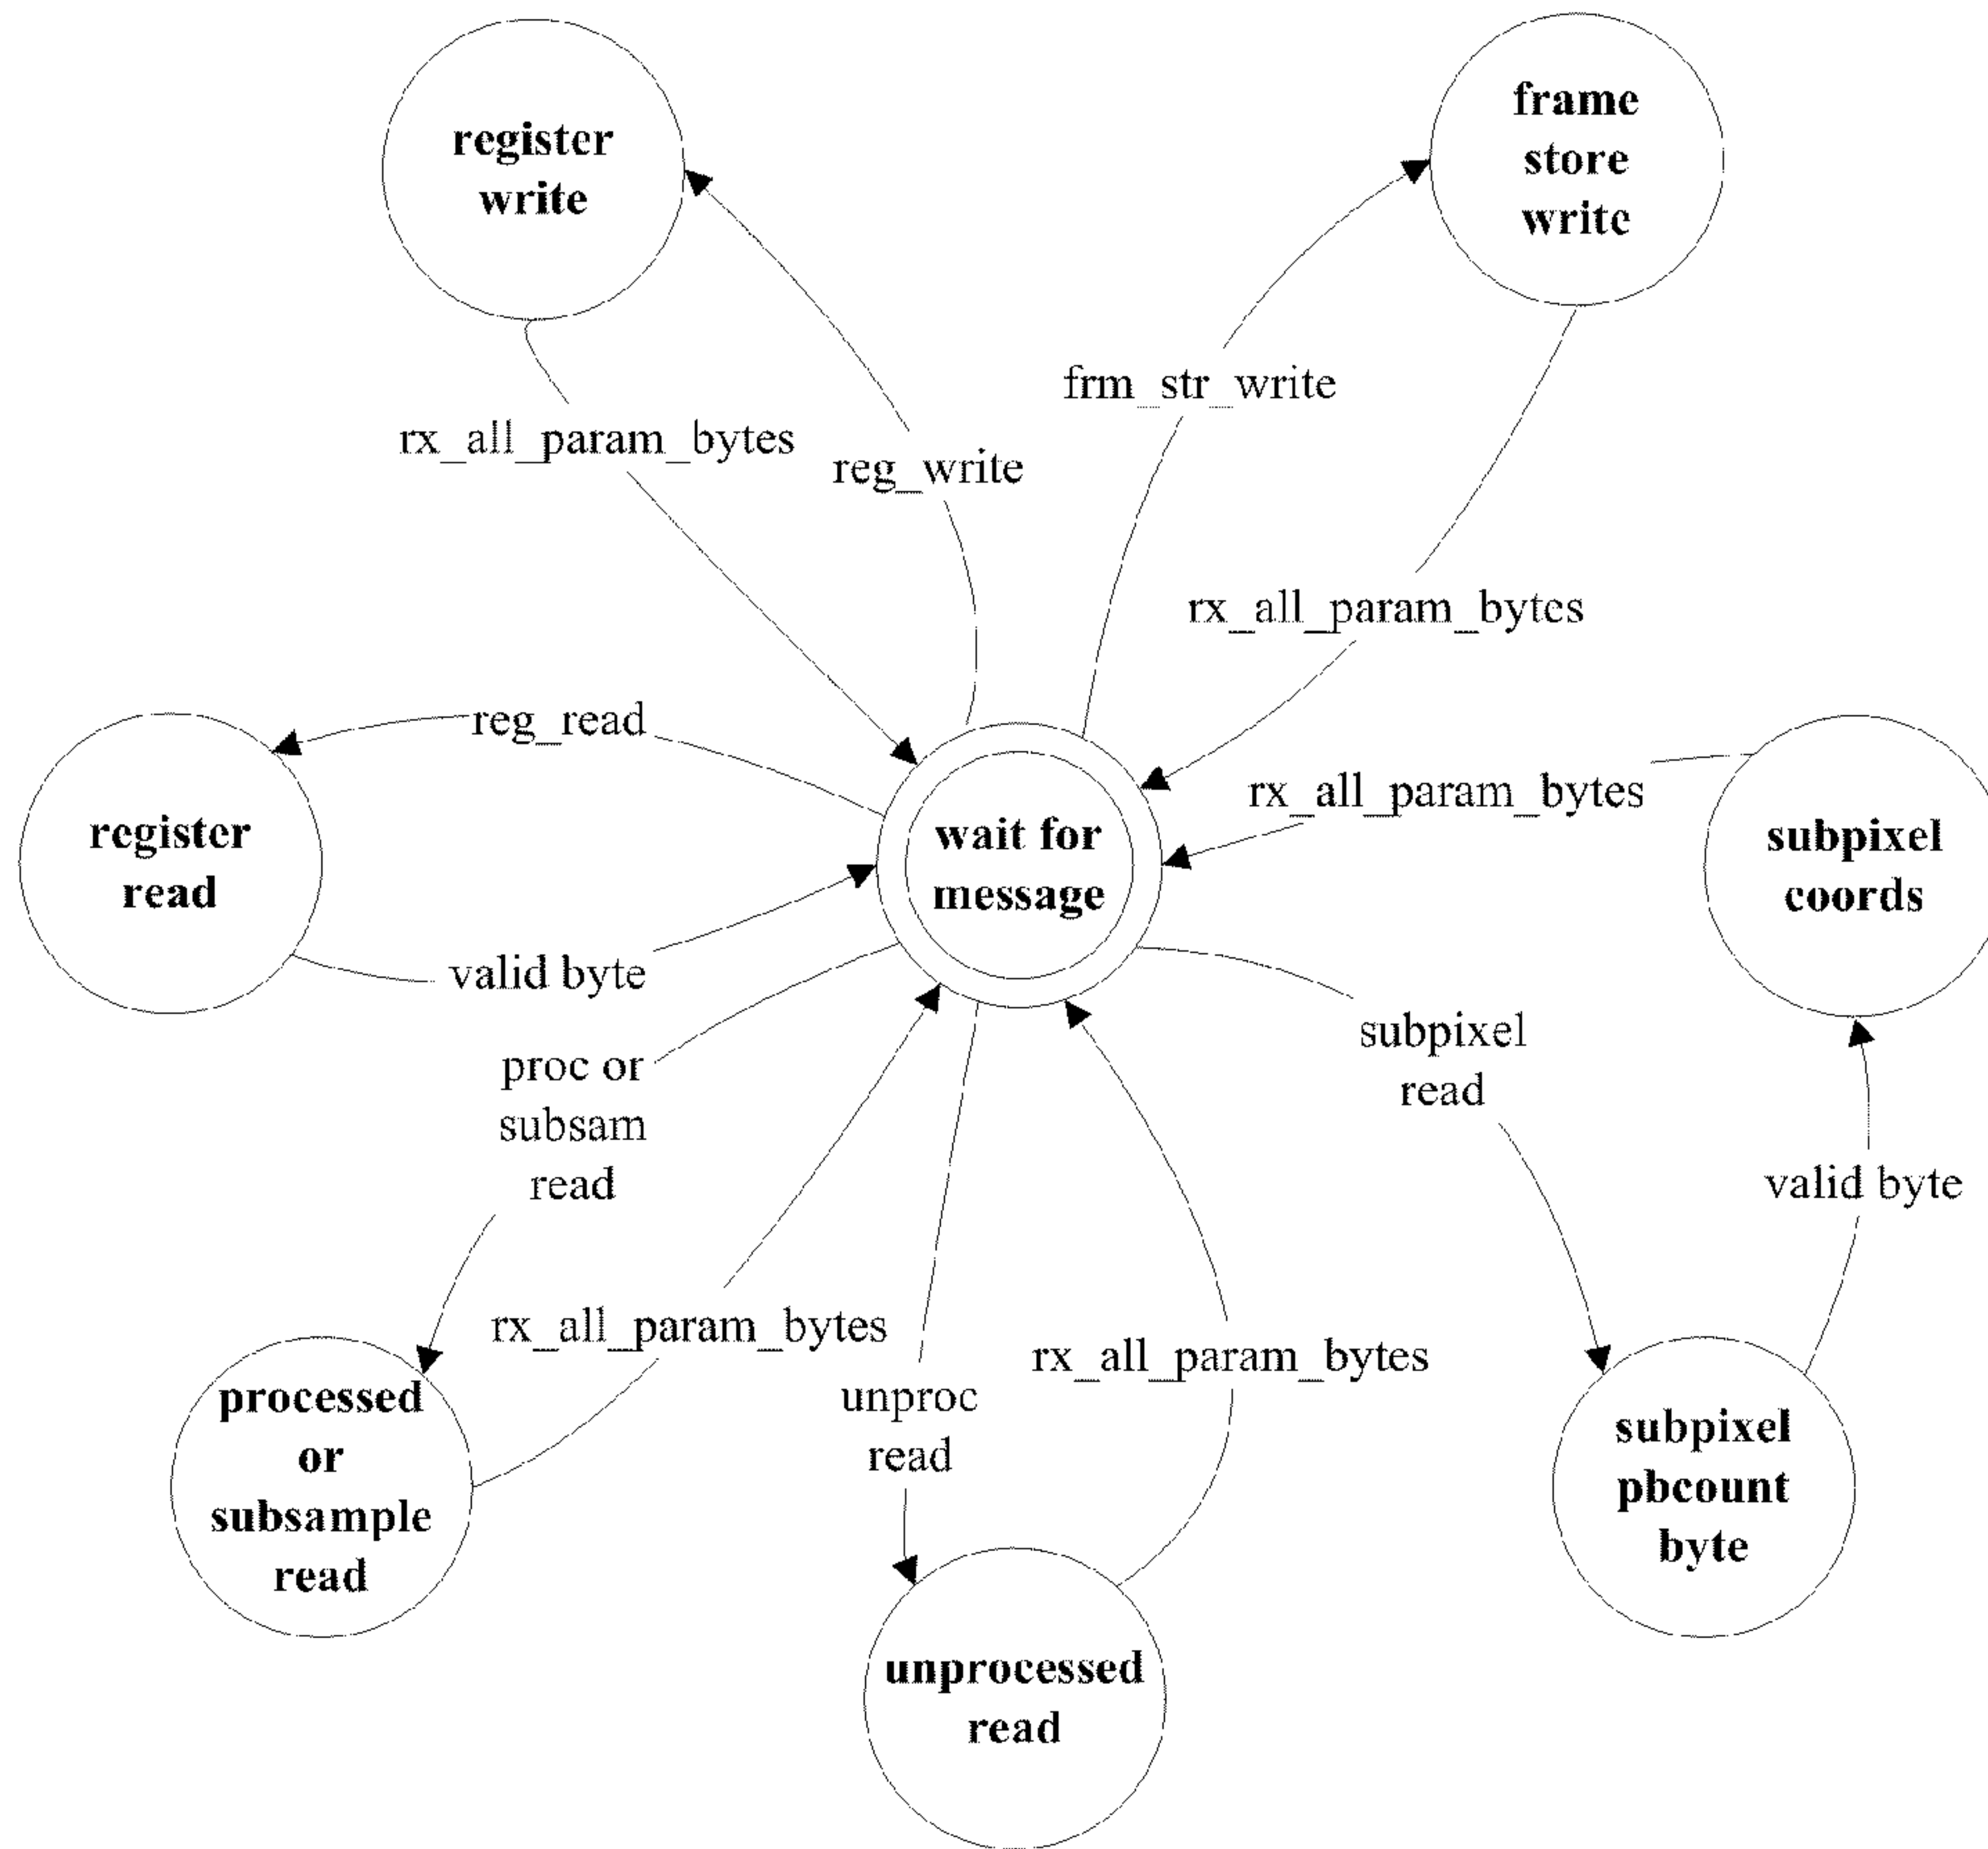 register
write
frame
store
write
frm_str_write
rx_all_param_bytes
reg_write
rx_all_param_bytes
reg_read
rx_all_param_bytes
register
read
wait for
message
subpixel
coords
valid byte
subpixel
read
proc or
subsam
read
valid byte
rx_all_param_bytes
rx_all_param_bytes
unproc
read
processed
or
subsample
read
subpixel
pbcount
byte
unprocessed
read